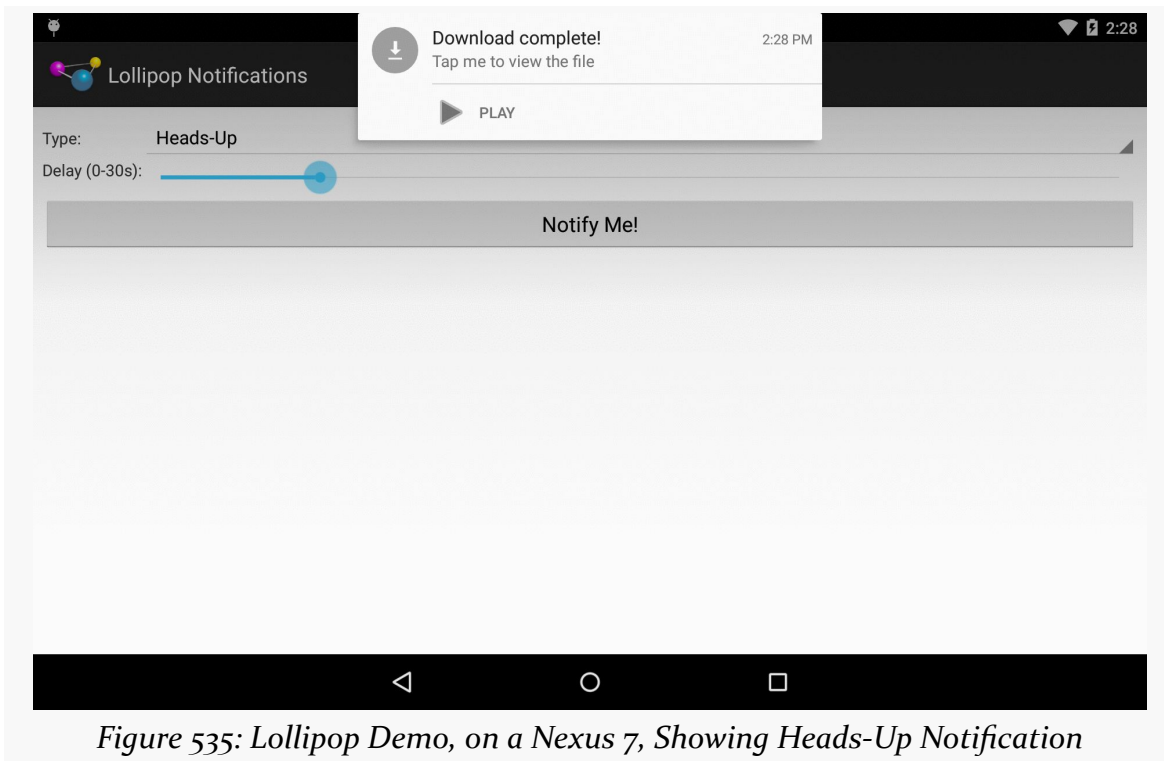 2:28
Lollipop Notifications
Download complete!
2:28 PM
Tap me to view the file
PLAY
Type:
Heads-Up
Delay (0-30s):
Notify Me!
Figure 535: Lollipop Demo, on a Nexus 7, Showing Heads-Up Notification